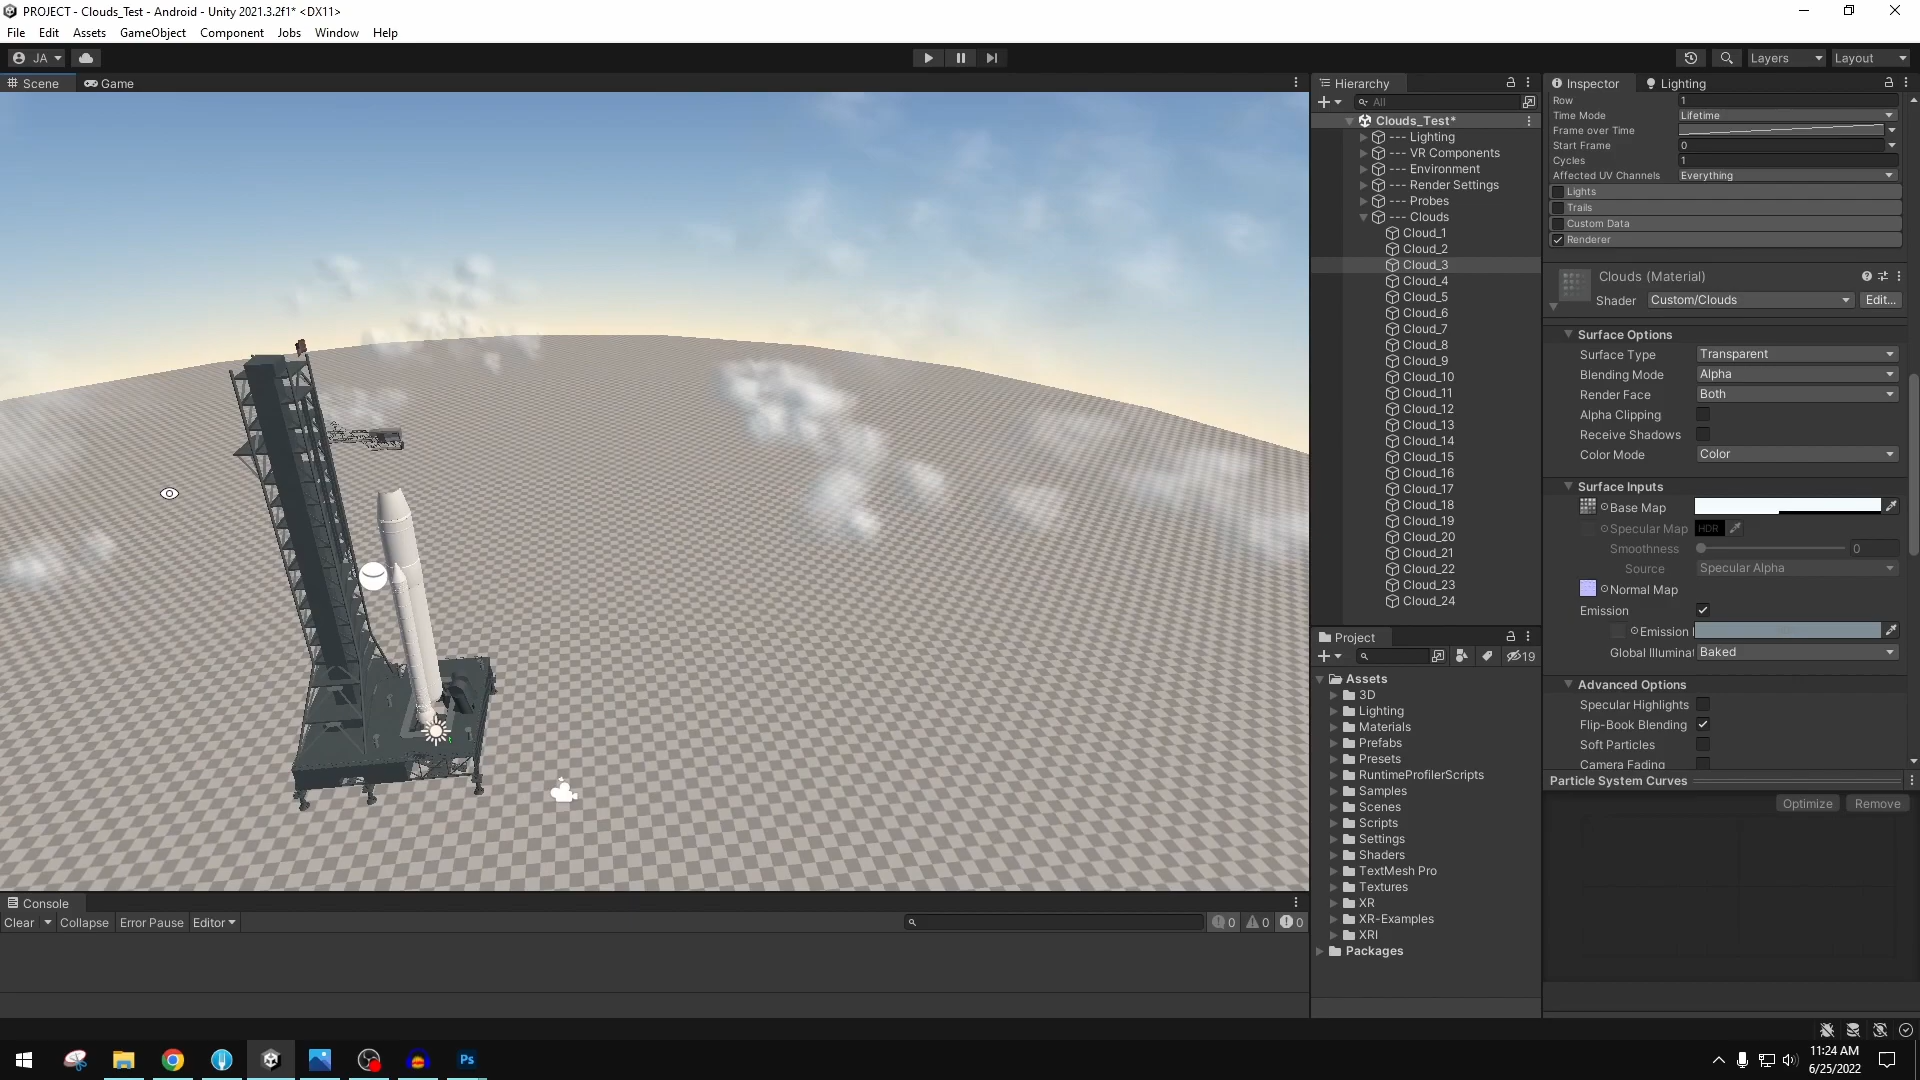 PROJECT - Clouds_Test - Android - Unity 2021.3.2f1* <DX11>
File Edit Assets GameObject Component Jobs Window Help
JA Layers Layout
Scene Game
Hierarchy
All
Clouds_Test*
--- Lighting
--- VR Components
--- Environment
--- Render Settings
--- Probes
--- Clouds
Cloud_1
Cloud_2
Cloud_3
Cloud_4
Cloud_5
Cloud_6
Cloud_7
Cloud_8
Cloud_9
Cloud_10
Cloud_11
Cloud_12
Cloud_13
Cloud_14
Cloud_15
Cloud_16
Cloud_17
Cloud_18
Cloud_19
Cloud_20
Cloud_21
Cloud_22
Cloud_23
Cloud_24
Project
19
Assets
3D
Lighting
Materials
Prefabs
Presets
RuntimeProfilerScripts
Samples
Scenes
Scripts
Settings
Shaders
TextMesh Pro
Textures
XR
XR-Examples
XRI
Packages
Inspector Lighting
Row 1
Time Mode Lifetime
Frame over Time
Start Frame 0
Cycles 1
Affected UV Channels Everything
Lights
Trails
Custom Data
Renderer
Clouds (Material)
Shader Custom/Clouds Edit...
Surface Options
Surface Type Transparent
Blending Mode Alpha
Render Face Both
Alpha Clipping
Receive Shadows
Color Mode Color
Surface Inputs
Base Map
Specular Map HDR
Smoothness 0
Source Specular Alpha
Normal Map
Emission
Emission
Global Illuminat Baked
Advanced Options
Specular Highlights
Flip-Book Blending
Soft Particles
Camera Fading
Particle System Curves
Optimize Remove
Console
Clear Collapse Error Pause Editor 0 0 0
Ps
11:24 AM
6/25/2022